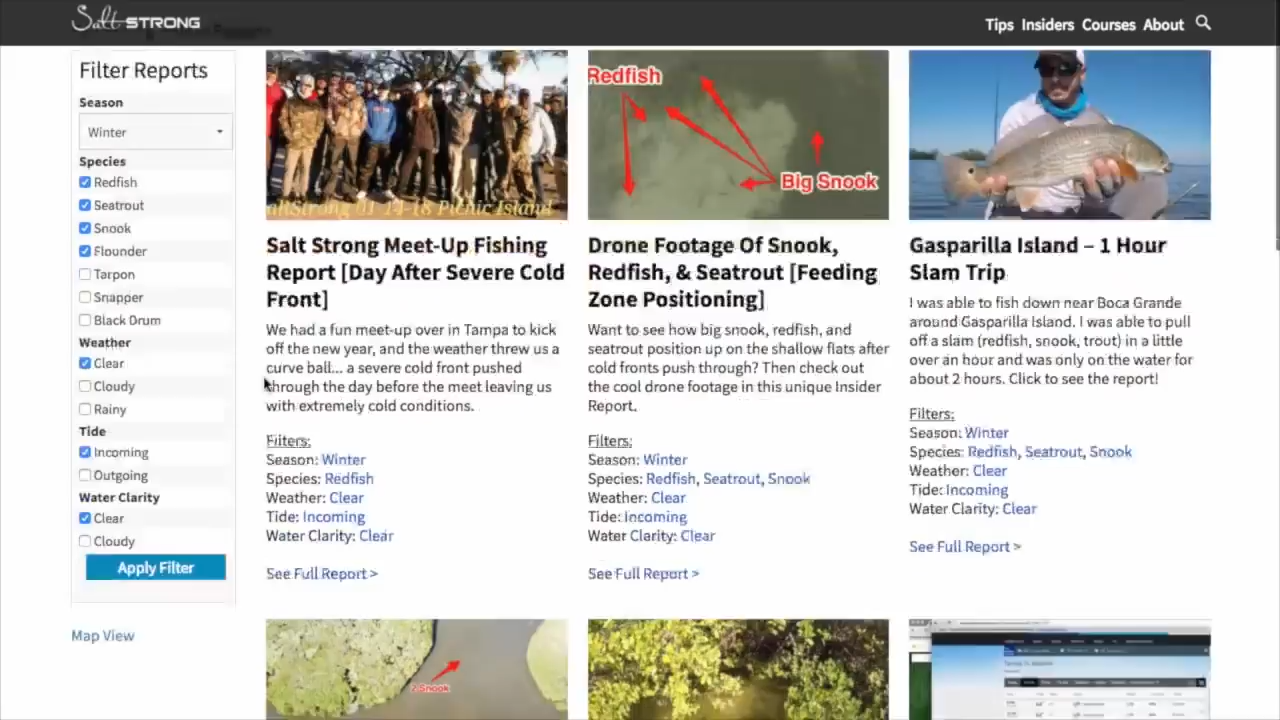 Salt STRONG
Tips Insiders Courses About
Filter Reports
Season
Winter
Species
Redfish
Seatrout
Snook
Flounder
Tarpon
Snapper
Black Drum
Weather
Clear
Cloudy
Rainy
Tide
Incoming
Outgoing
Water Clarity
Clear
Cloudy
Apply Filter
Map View
altStrong 01-14-18 Picnic Island
Salt Strong Meet-Up Fishing
Report [Day After Severe Cold
Front]
We had a fun meet-up over in Tampa to kick
off the new year, and the weather threw us a
curve ball... a severe cold front pushed
through the day before the meet leaving us
with extremely cold conditions.
Filters:
Season: Winter
Species: Redfish
Weather: Clear
Tide: Incoming
Water Clarity: Clear
See Full Report >
Redfish
Big Snook
Drone Footage Of Snook,
Redfish, & Seatrout [Feeding
Zone Positioning]
Want to see how big snook, redfish, and
seatrout position up on the shallow flats after
cold fronts push through? Then check out
the cool drone footage in this unique Insider
Report.
Filters:
Season: Winter
Species: Redfish, Seatrout, Snook
Weather: Clear
Tide: Incoming
Water Clarity: Clear
See Full Report >
Gasparilla Island – 1 Hour
Slam Trip
I was able to fish down near Boca Grande
around Gasparilla Island. I was able to pull
off a slam (redfish, snook, trout) in a little
over an hour and was only on the water for
about 2 hours. Click to see the report!
Filters:
Season: Winter
Species: Redfish, Seatrout, Snook
Weather: Clear
Tide: Incoming
Water Clarity: Clear
See Full Report >
2 Snook